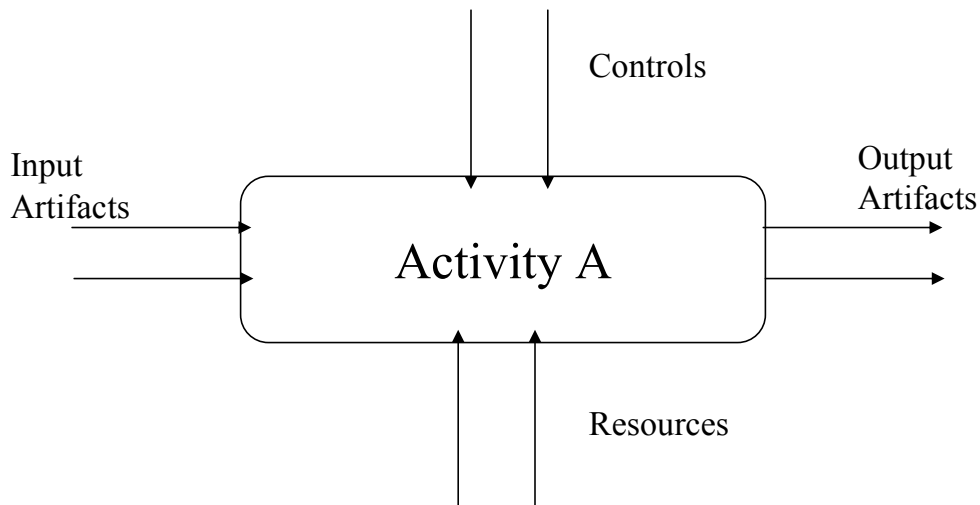 Controls
Input
Artifacts
Output
Artifacts
Activity A
Resources